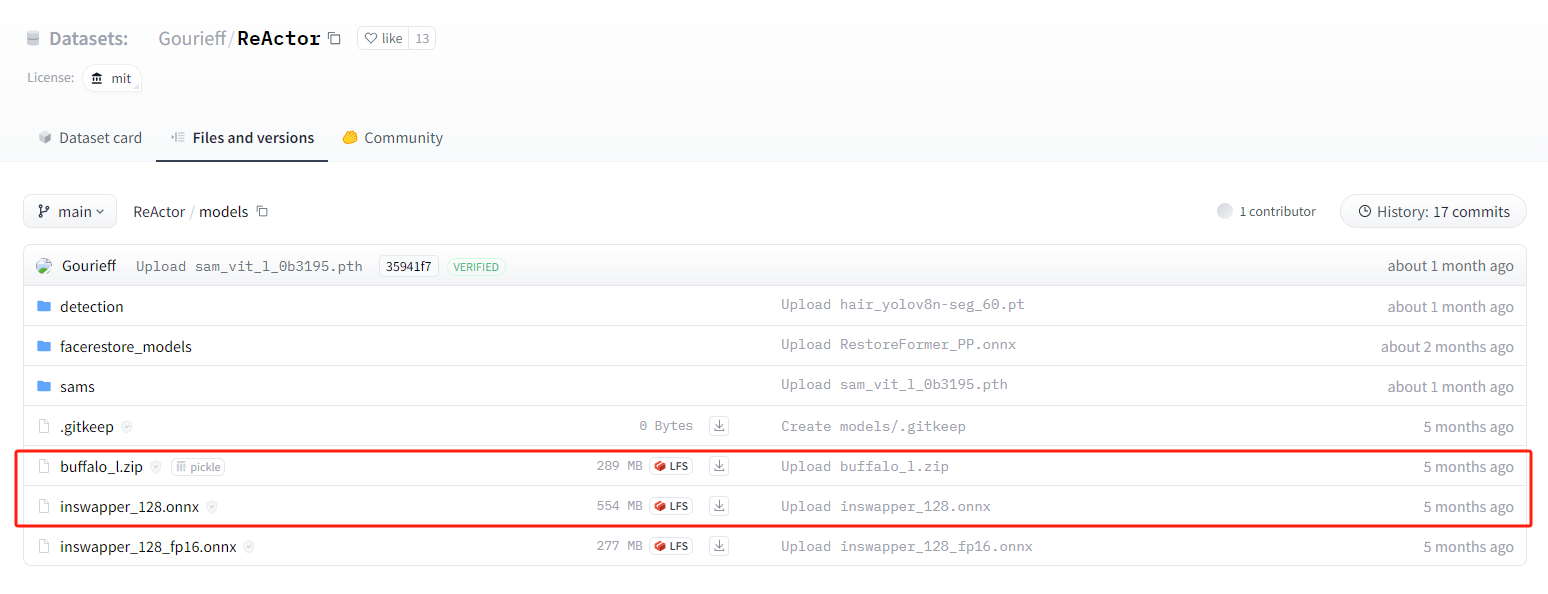 Datasets: Gourieff/ReActor like 13
License: mit
Dataset card Files and versions Community
main ReActor / models 1 contributor History: 17 commits
Gourieff Upload sam_vit_l_0b3195.pth 35941f7 VERIFIED about 1 month ago
detection Upload hair_yolov8n-seg_60.pt about 1 month ago
facerestore_models Upload RestoreFormer_PP.onnx about 2 months ago
sams Upload sam_vit_l_0b3195.pth about 1 month ago
.gitkeep 0 Bytes Create models/.gitkeep 5 months ago
buffalo_l.zip pickle 289 MB LFS Upload buffalo_l.zip 5 months ago
inswapper_128.onnx 554 MB LFS Upload inswapper_128.onnx 5 months ago
inswapper_128_fp16.onnx 277 MB LFS Upload inswapper_128_fp16.onnx 5 months ago